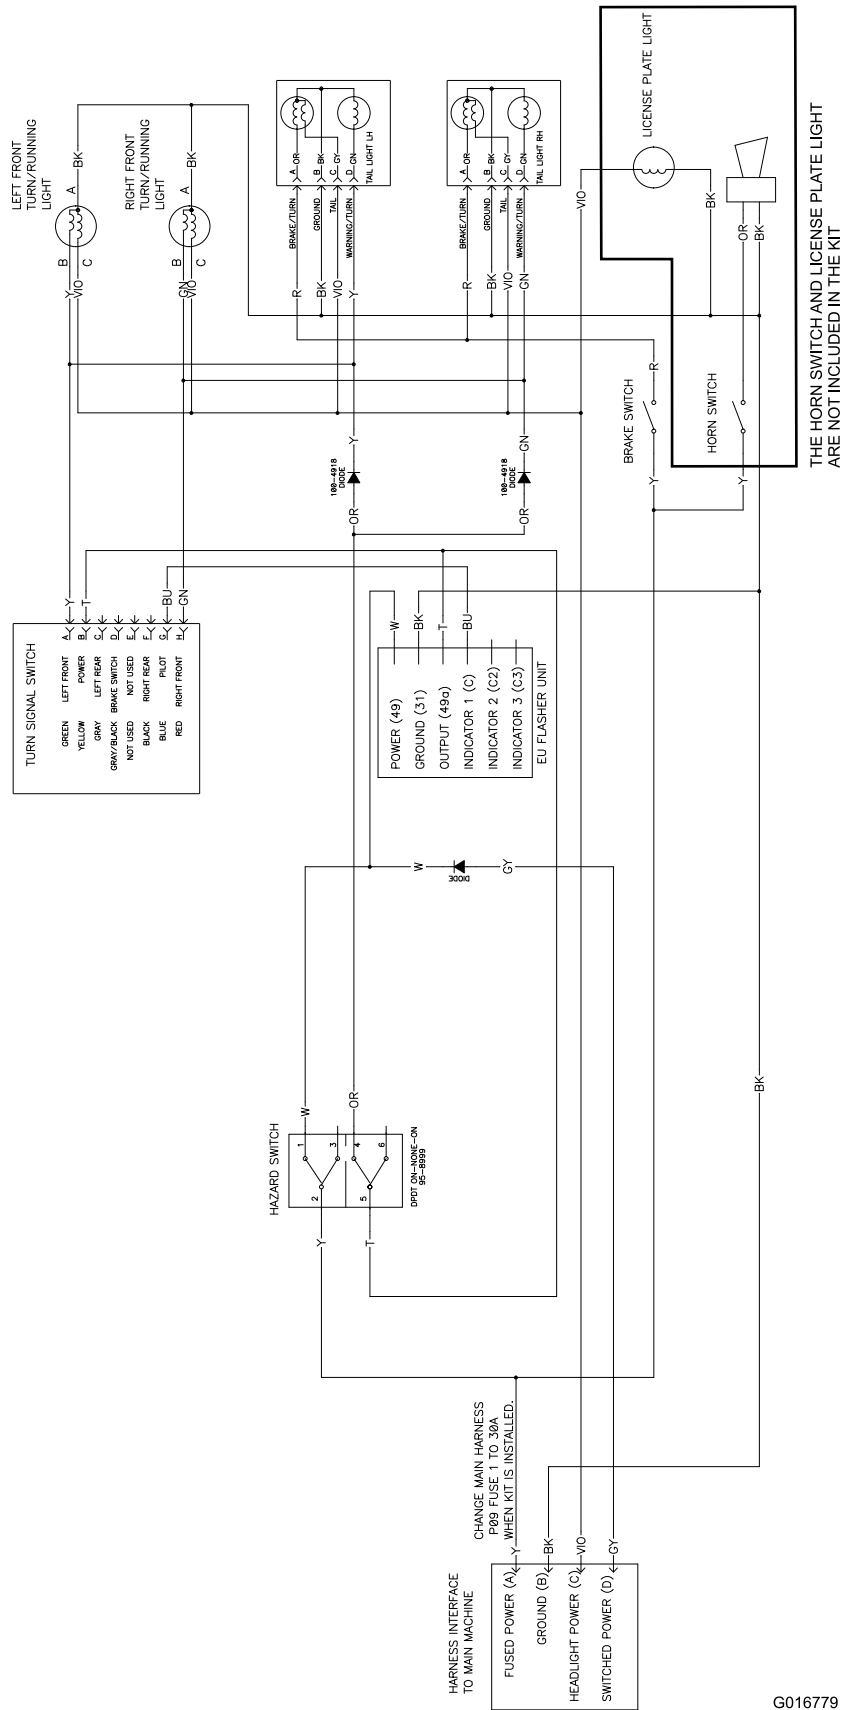 LEFT FRONT
TURN/RUNNING
LIGHT
A
BK
B
C
Y
VIO
RIGHT FRONT
TURN/RUNNING
LIGHT
A
BK
B
C
GN
VIO
A OR
B BK
C GY
D GN
TAIL LIGHT LH
BRAKE/TURN
GROUND
TAIL
WARNING/TURN
R
BK
VIO
Y
A OR
B BK
C GY
D GN
TAIL LIGHT RH
BRAKE/TURN
GROUND
TAIL
WARNING/TURN
R
BK
VIO
GN
LICENSE PLATE LIGHT
VIO
BK
OR
BK
THE HORN SWITCH AND LICENSE PLATE LIGHT
ARE NOT INCLUDED IN THE KIT
BRAKE SWITCH
R
Y
HORN SWITCH
Y
Y
100-4918
DIODE
OR
GN
100-4918
DIODE
OR
Y
T
BU
GN
TURN SIGNAL SWITCH
GREEN LEFT FRONT A
YELLOW POWER B
GRAY LEFT REAR C
GRAY/BLACK BRAKE SWITCH D
NOT USED NOT USED E
BLACK RIGHT REAR F
BLUE PILOT G
RED RIGHT FRONT H
W
BK
T
BU
POWER (49)
GROUND (31)
OUTPUT (49a)
INDICATOR 1 (C)
INDICATOR 2 (C2)
INDICATOR 3 (C3)
EU FLASHER UNIT
W
DIODE
GY
W
OR
HAZARD SWITCH
1
3
4
6
2
5
DPDT ON-NONE-ON
95-8999
Y
T
BK
CHANGE MAIN HARNESS
P09 FUSE 1 TO 30A
WHEN KIT IS INSTALLED.
Y
BK
VIO
GY
HARNESS INTERFACE
TO MAIN MACHINE
FUSED POWER (A)
GROUND (B)
HEADLIGHT POWER (C)
SWITCHED POWER (D)
G016779